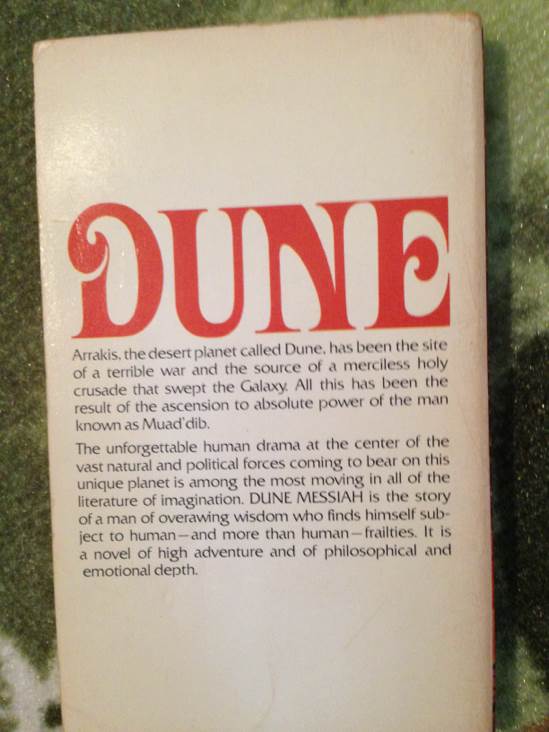 DUNE
Arrakis, the desert planet called Dune, has been the site
of a terrible war and the source of a merciless holy
crusade that swept the Galaxy. All this has been the
result of the ascension to absolute power of the man
known as Muad'dib.
The unforgettable human drama at the center of the
vast natural and political forces coming to bear on this
unique planet is among the most moving in all of the
literature of imagination. DUNE MESSIAH is the story
of a man of overawing wisdom who finds himself sub-
ject to human—and more than human—frailties. It is
a novel of high adventure and of philosophical and
emotional depth.